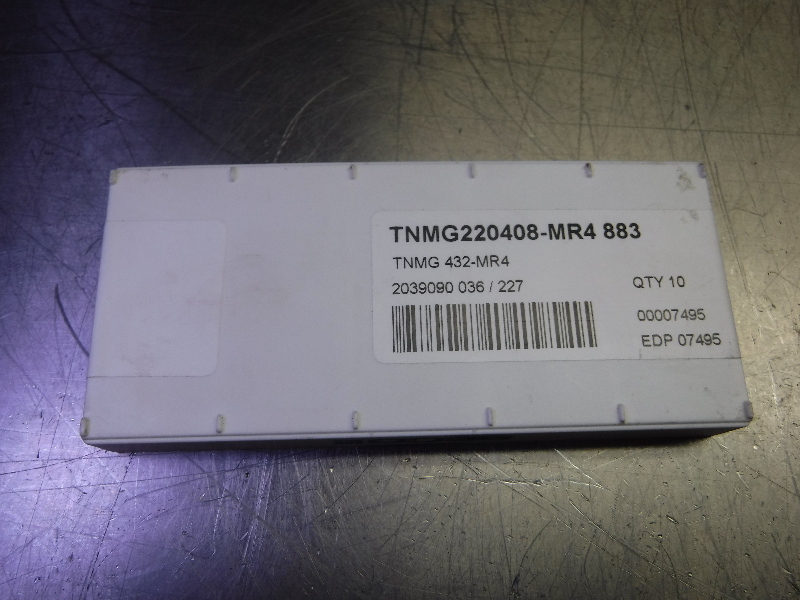 TNMG220408-MR4 883
TNMG 432-MR4
2039090 036 / 227
QTY 10
00007495
EDP 07495